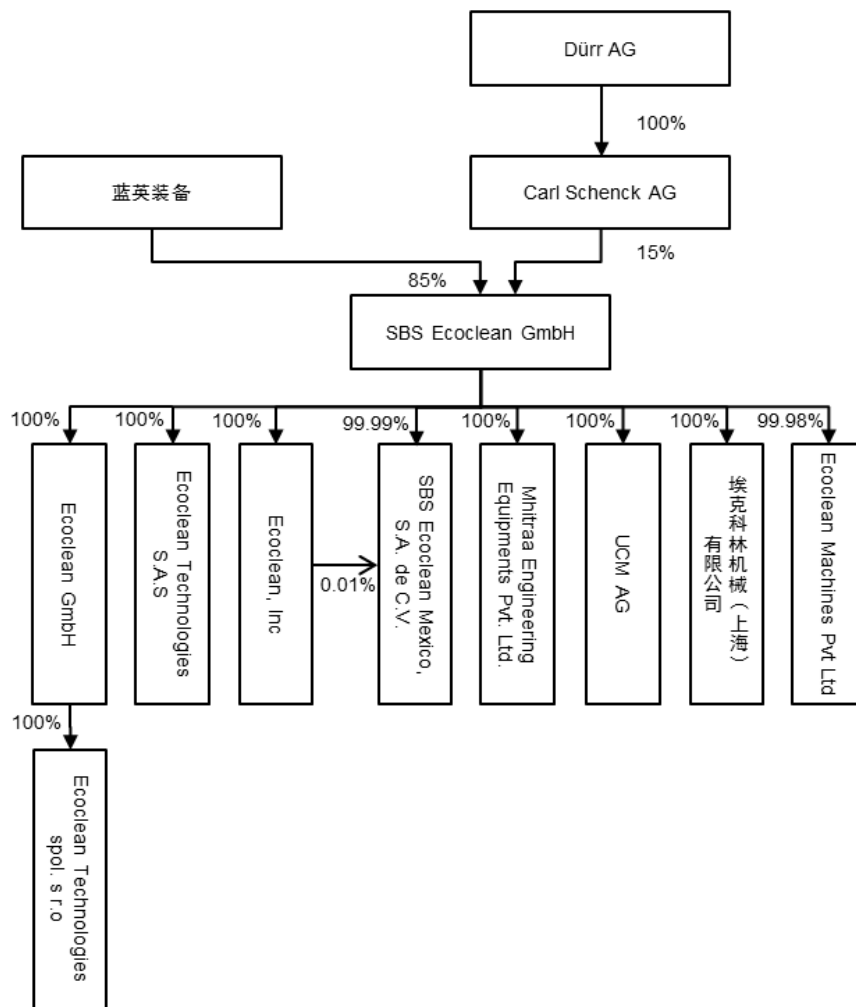 Dürr AG
100%
蓝英装备
Carl Schenck AG
15%
85%
SBS Ecoclean GmbH
100%
100%
100%
99.99%
100%
100%
100%
99.98%
Ecoclean GmbH
Ecoclean Technologies
S.A.S
Ecoclean, Inc
0.01%
SBS Ecoclean Mexico,
S.A. de C.V.
Mhitraa Engineering
Equipments Pvt. Ltd.
UCM AG
埃克科林机械（上海）
有限公司
Ecoclean Machines Pvt Ltd
100%
Ecoclean Technologies
spol. s r.o